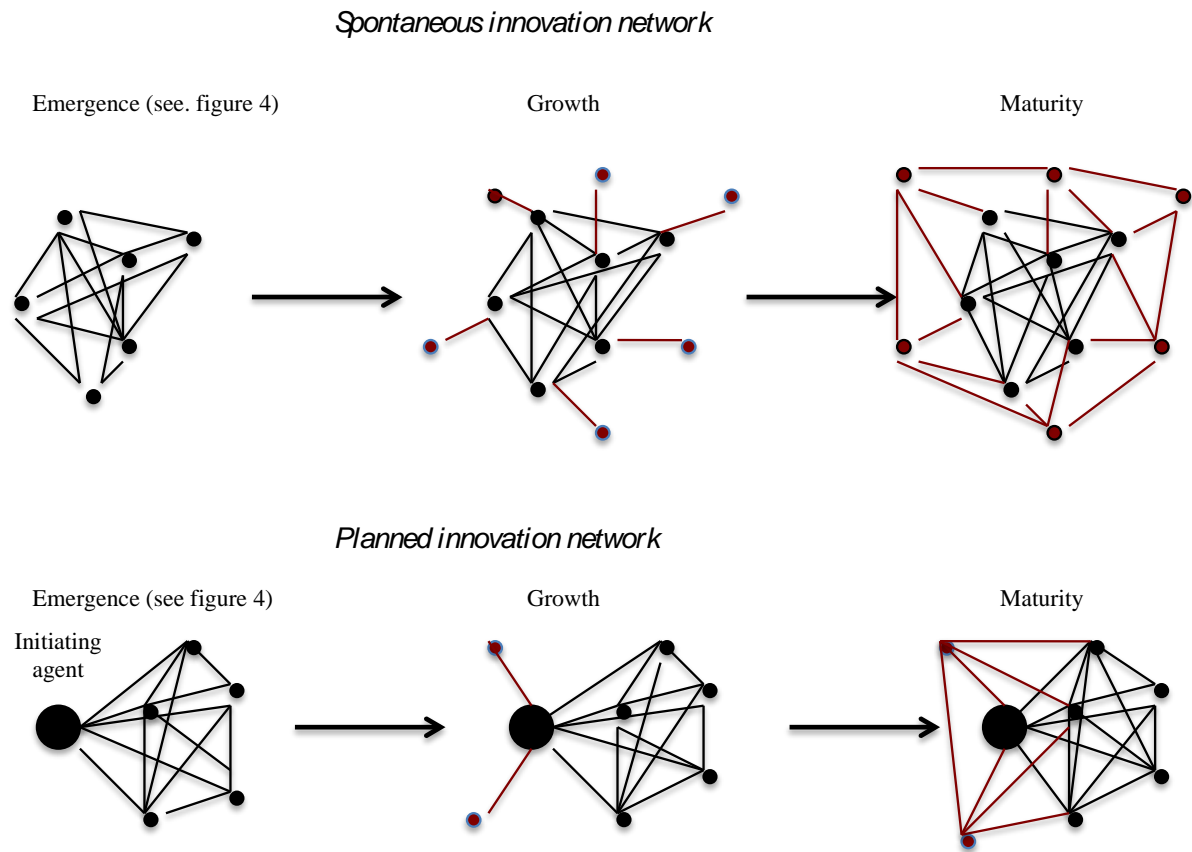 Spontaneous innovation network
Emergence (see. figure 4)
Growth
Maturity
Planned innovation network
Emergence (see figure 4)
Growth
Maturity
Initiating
agent